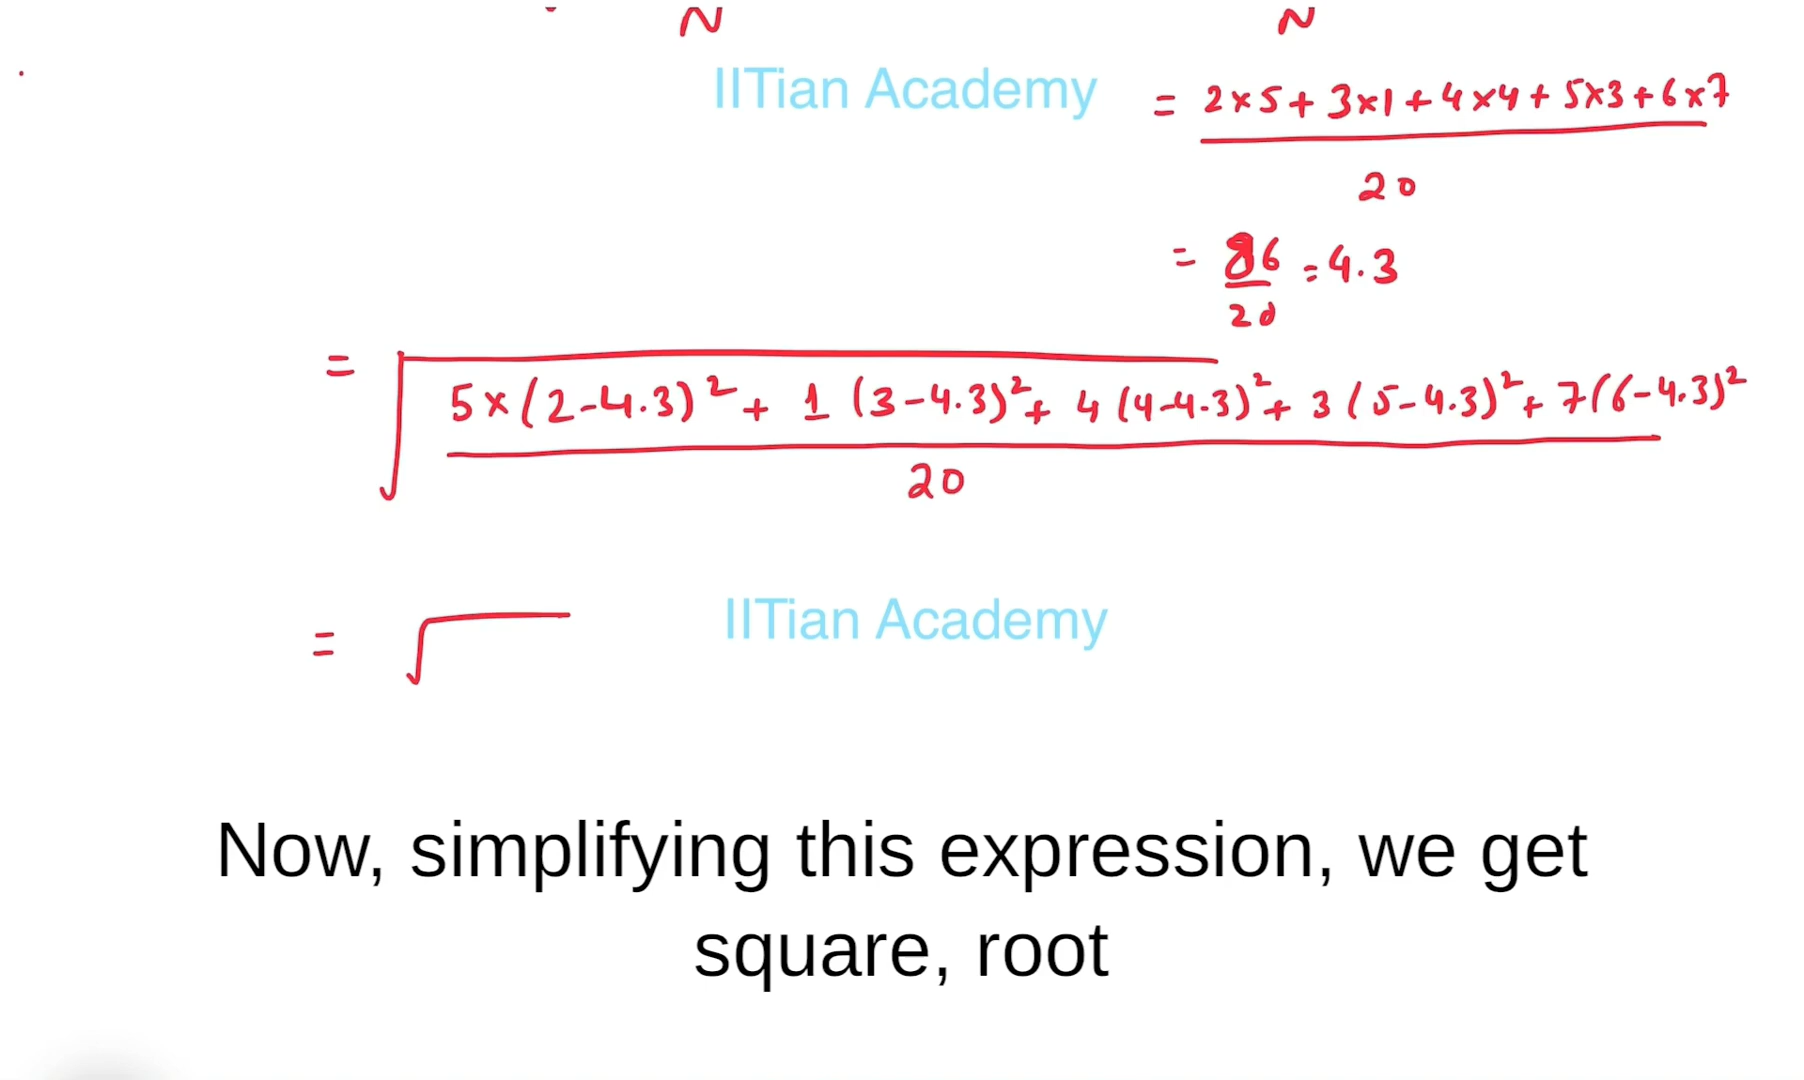 N N
IITian Academy
= 2×5+3×1+4×4+5×3+6×7
20
= 86 = 4.3
20
= √ 5×(2-4.3)²+ 1 (3-4.3)²+ 4 (4-4.3)²+ 3 (5-4.3)²+ 7(6-4.3)²
20
= √
IITian Academy
Now, simplifying this expression, we get
square, root